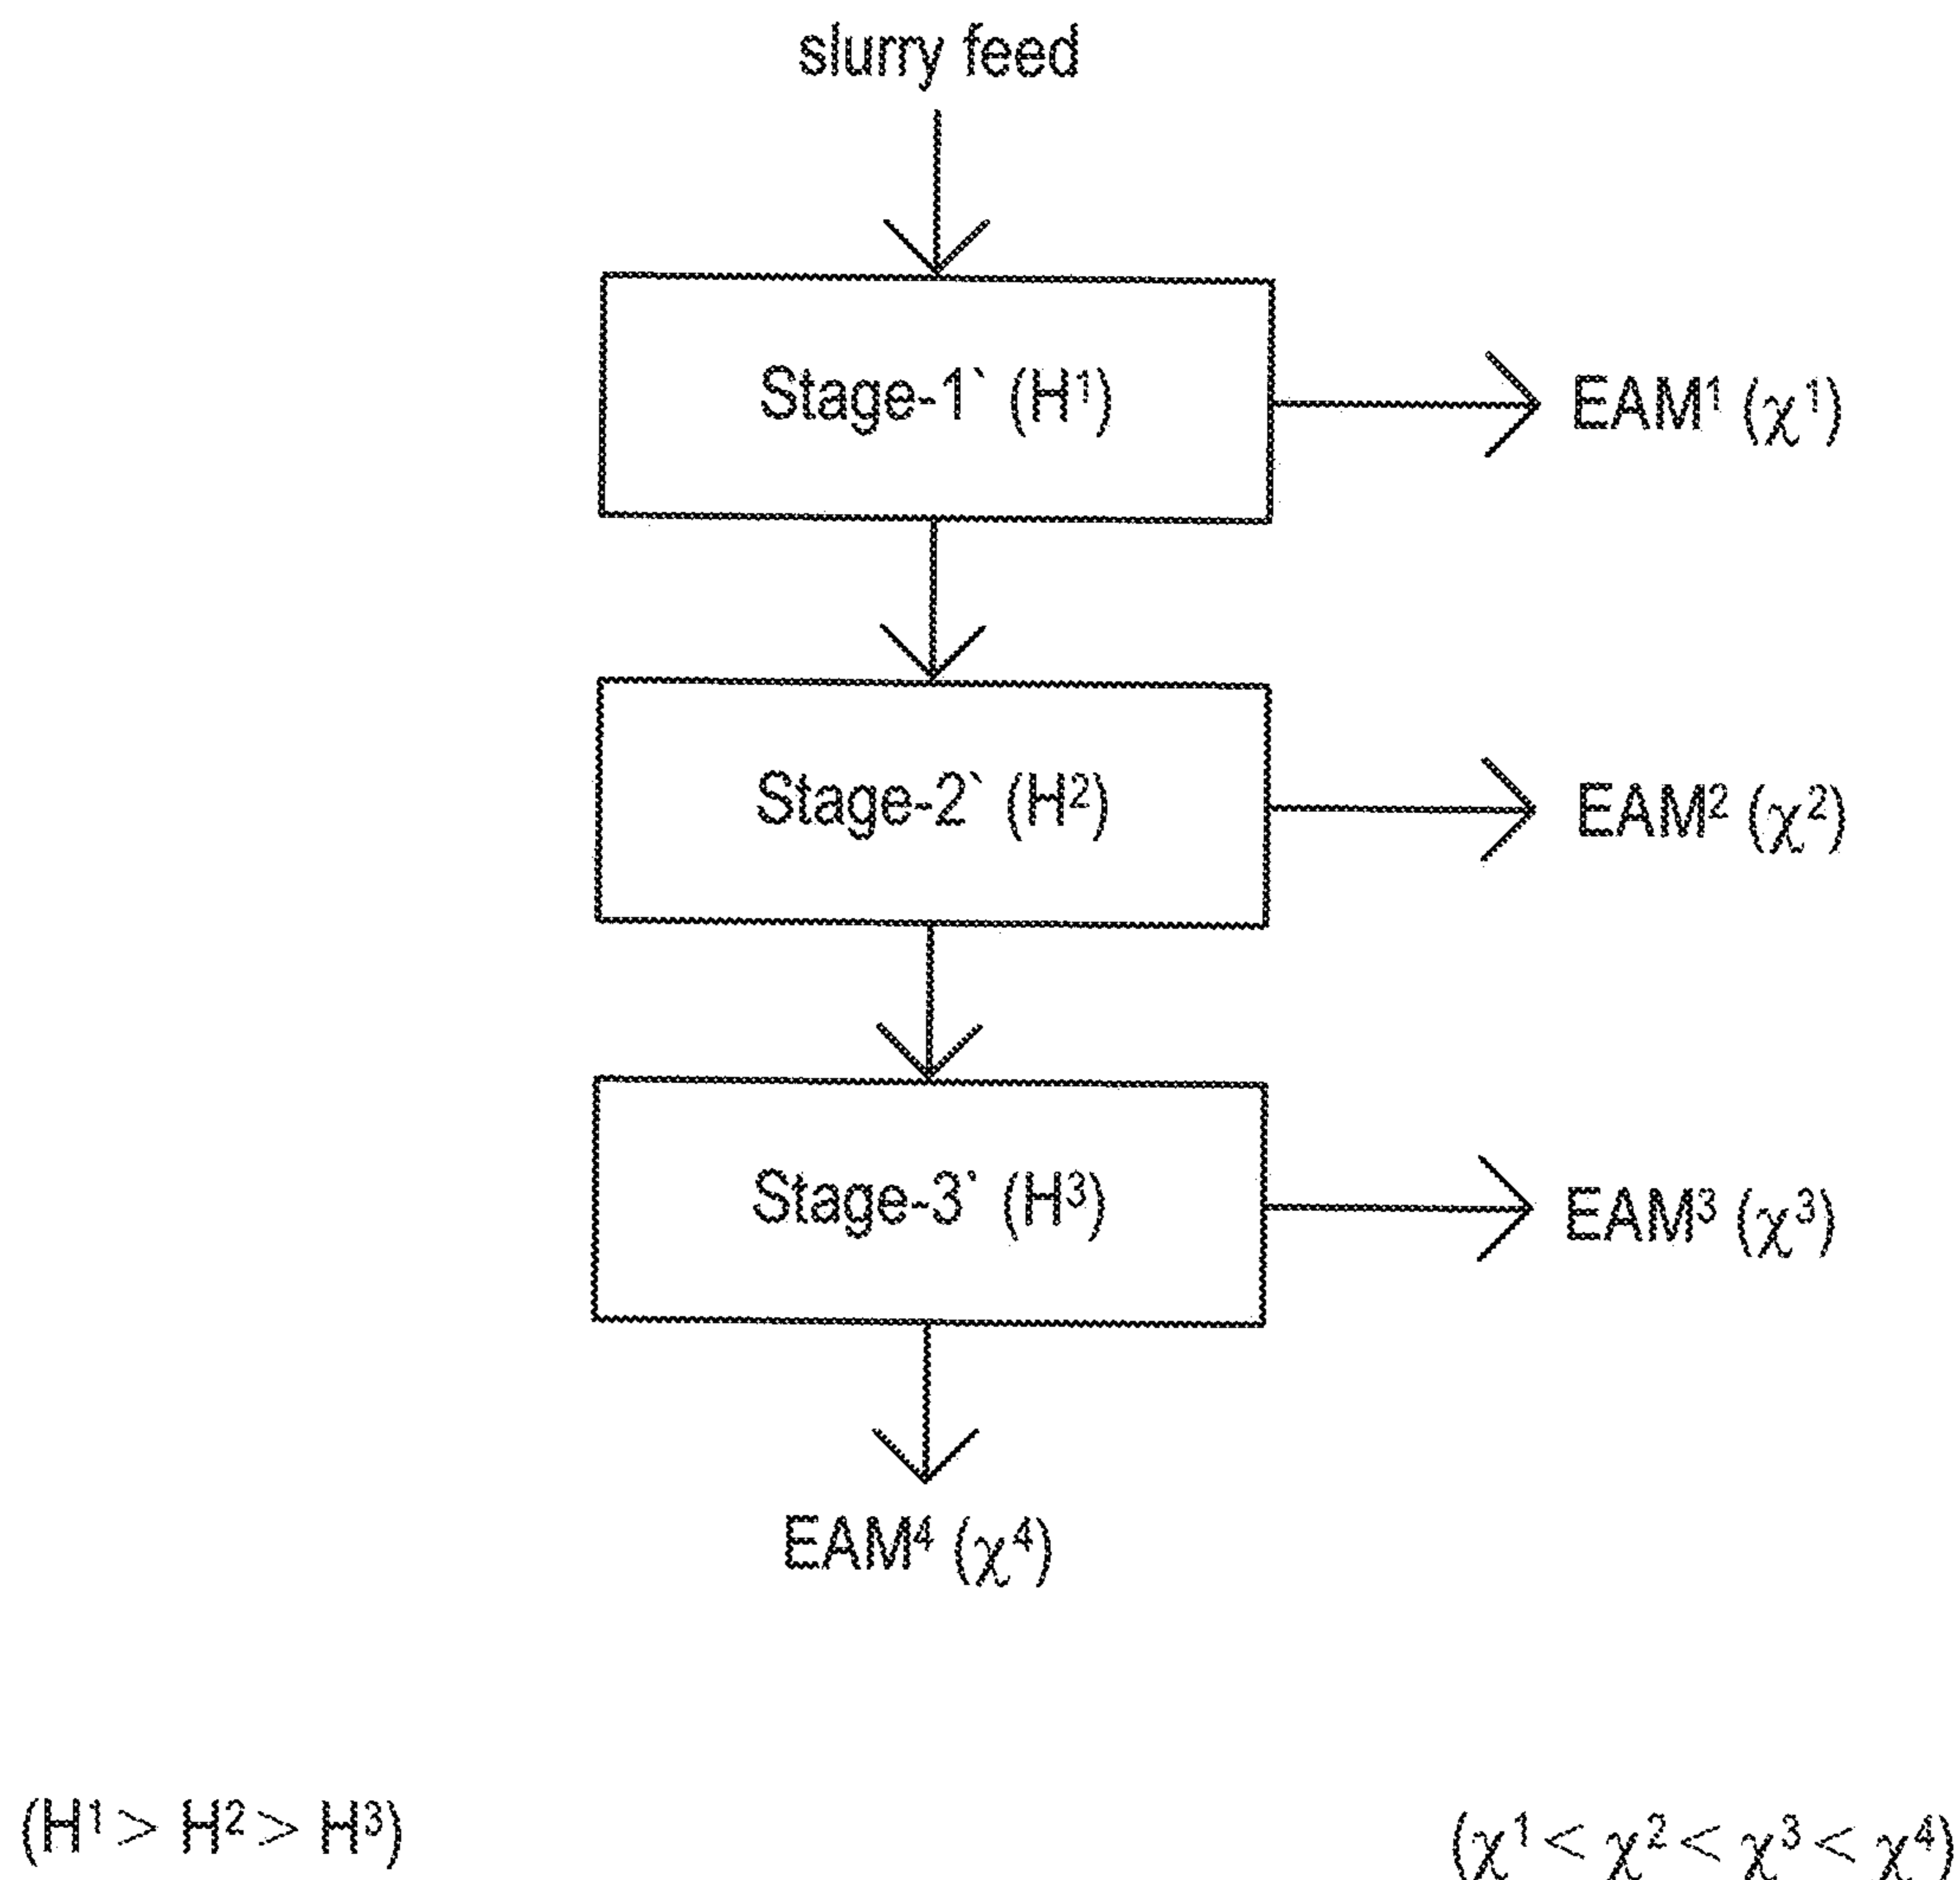 slurry feed
Stage-1` (H¹)
EAM¹ (χ¹)
Stage-2` (H²)
EAM² (χ²)
Stage-3` (H³)
EAM³ (χ³)
EAM⁴ (χ⁴)
(H¹ > H² > H³)
(χ¹ < χ² < χ³ < χ⁴)